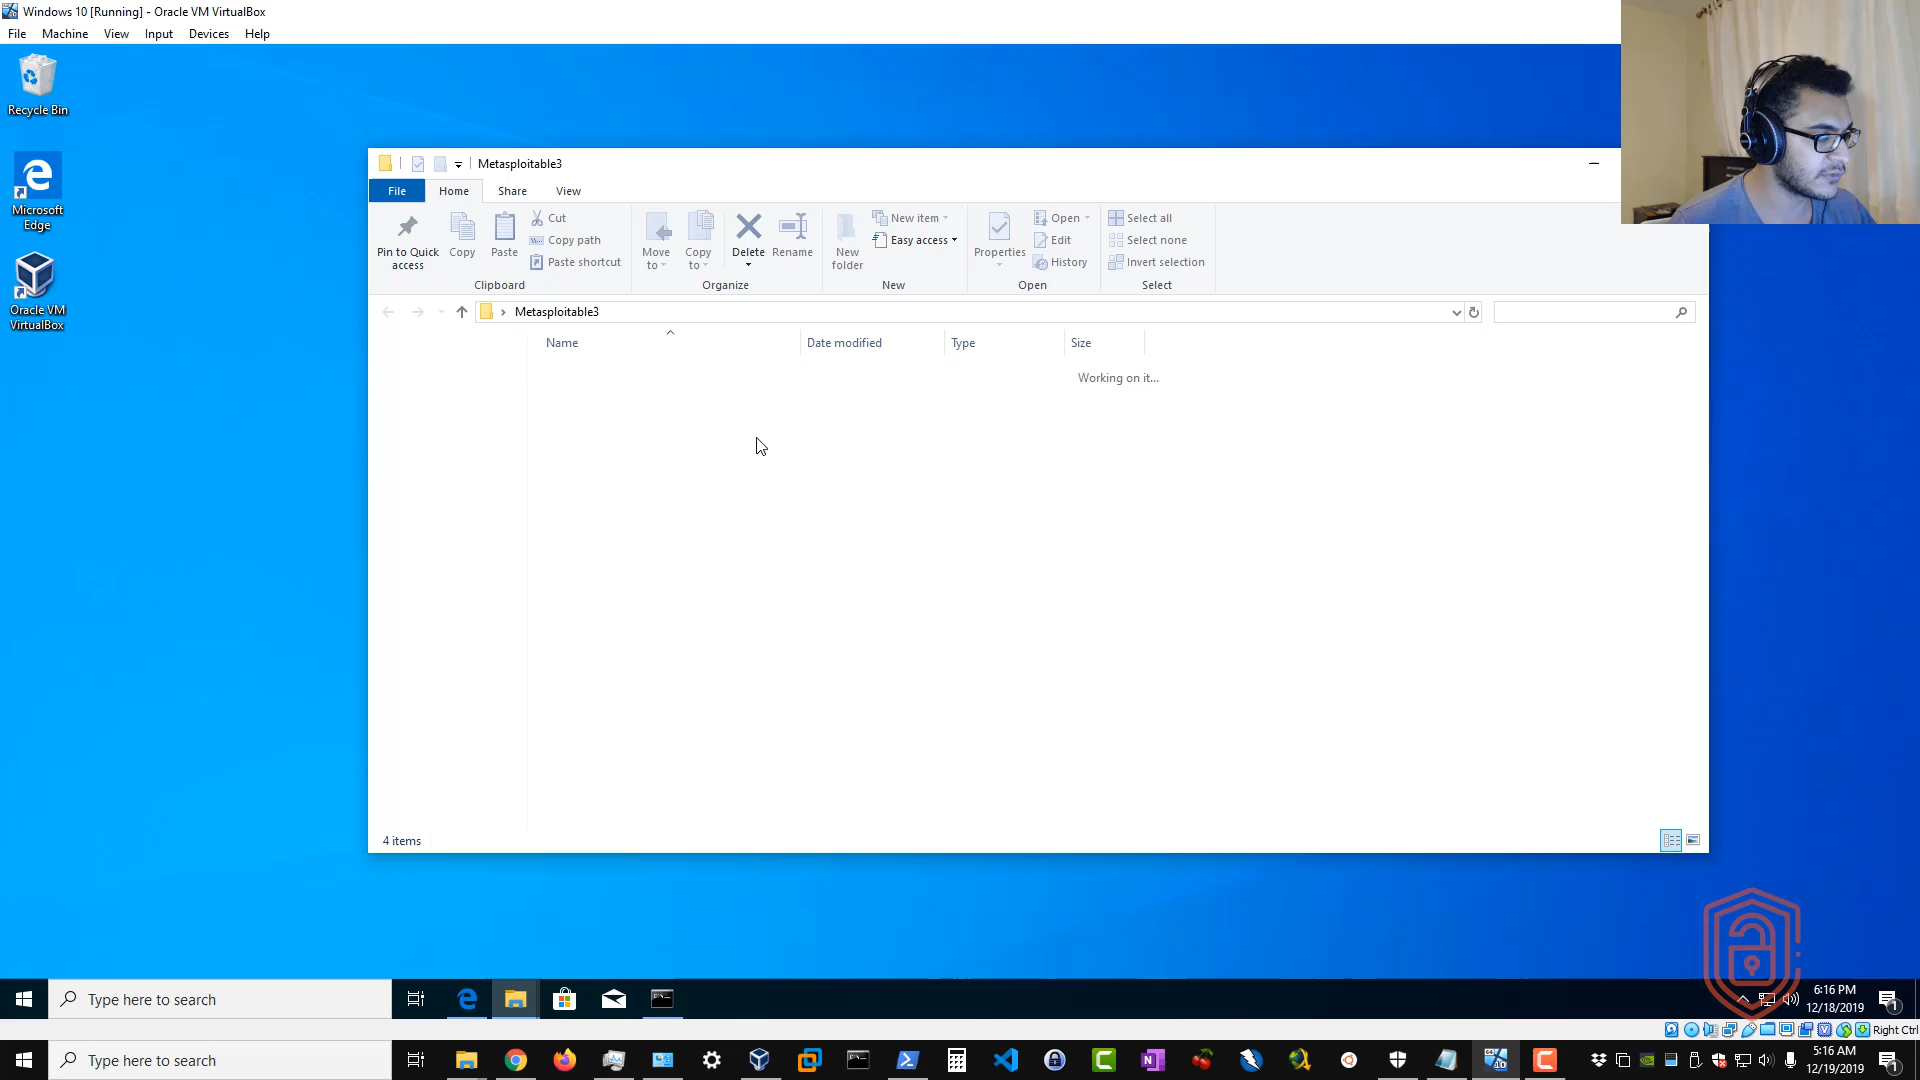 Windows 10 [Running] - Oracle VM VirtualBox
File Machine View Input Devices Help
Recycle Bin
Microsoft
Edge
Oracle VM
VirtualBox
Metasploitable3
File Home Share View
Pin to Quick
access
Copy
Paste
Cut
Copy path
Paste shortcut
Clipboard
Move
to
Copy
to
Delete
Rename
Organize
New
folder
New item
Easy access
New
Properties
Open
Edit
History
Open
Select all
Select none
Invert selection
Select
Metasploitable3
Name Date modified Type Size
Working on it...
4 items
Type here to search
6:16 PM
12/18/2019
1
Right Ctrl
Type here to search
5:16 AM
12/19/2019
1